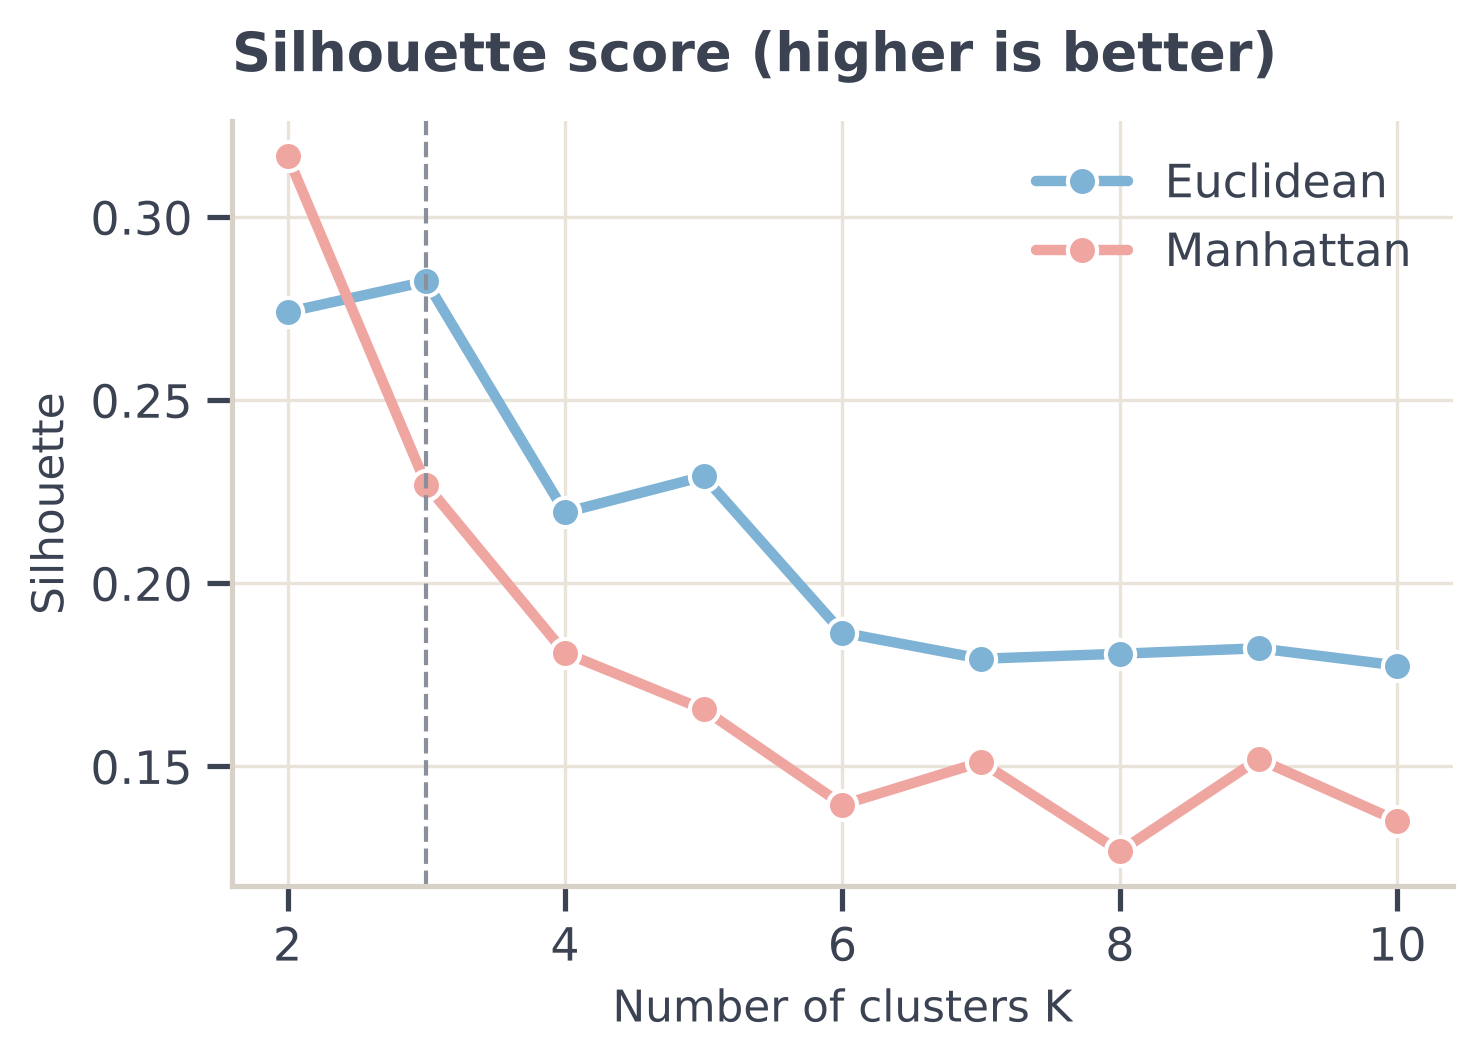 Silhouette score (higher is better)
Euclidean
Manhattan
0.30
0.25
0.20
0.15
Silhouette
2 4 6 8 10
Number of clusters K